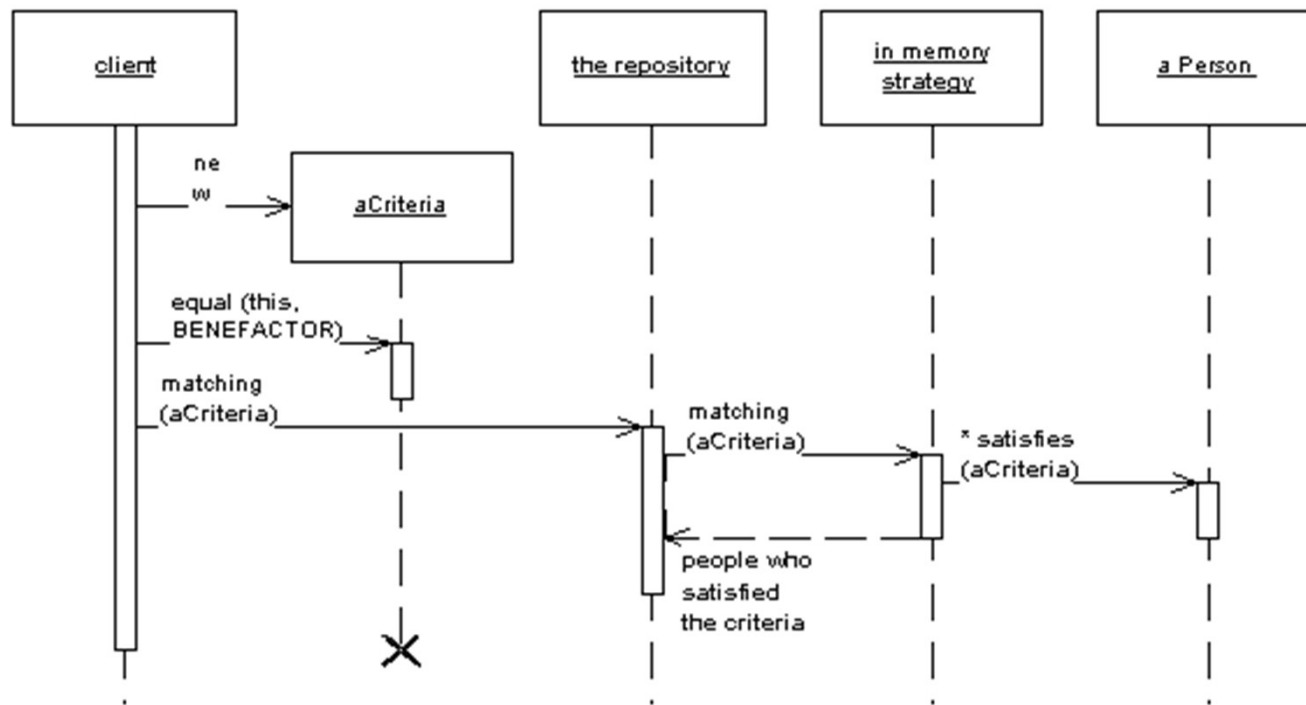 client
the repository
in memory
strategy
a Person
ne
w
aCriteria
equal (this,
BENEFACTOR)
matching
(aCriteria)
matching
(aCriteria)
* satisfies
(aCriteria)
people who
satisfied
the criteria